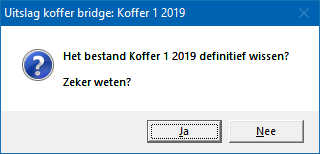 Uitslag koffer bridge: Koffer 1 2019
Het bestand Koffer 1 2019 definitief wissen?
Zeker weten?
Ja
Nee